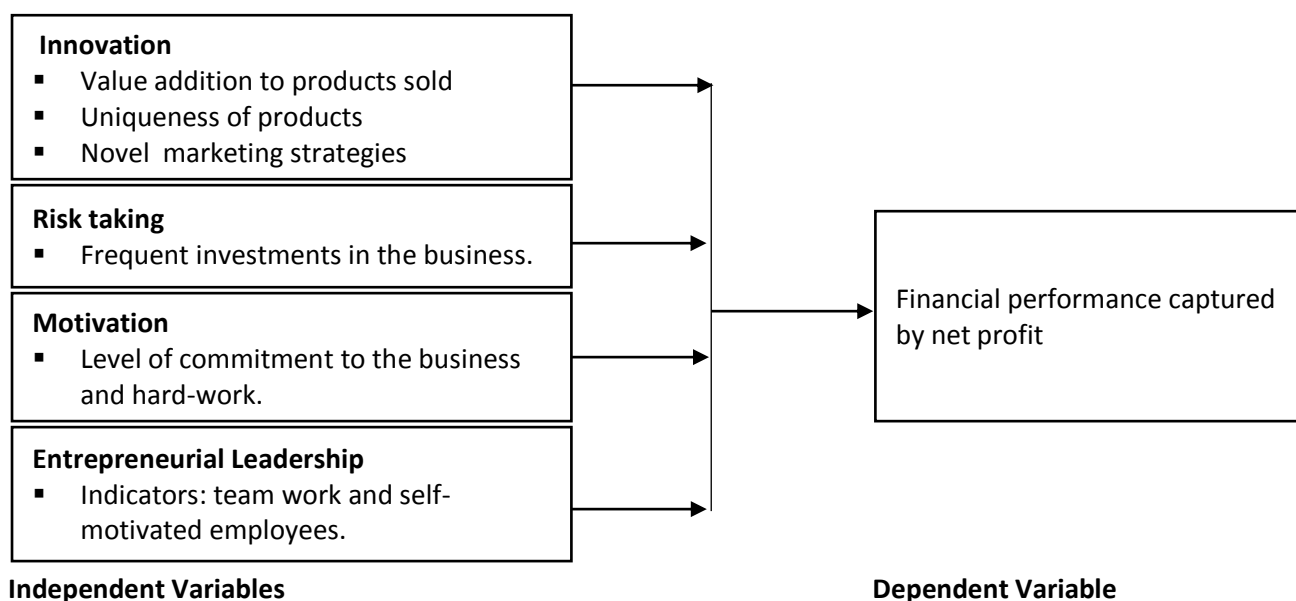 Innovation
▪ Value addition to products sold
▪ Uniqueness of products
▪ Novel marketing strategies
Risk taking
▪ Frequent investments in the business.
Motivation
▪ Level of commitment to the business
and hard-work.
Entrepreneurial Leadership
▪ Indicators: team work and self-
motivated employees.
Independent Variables
Financial performance captured
by net profit
Dependent Variable